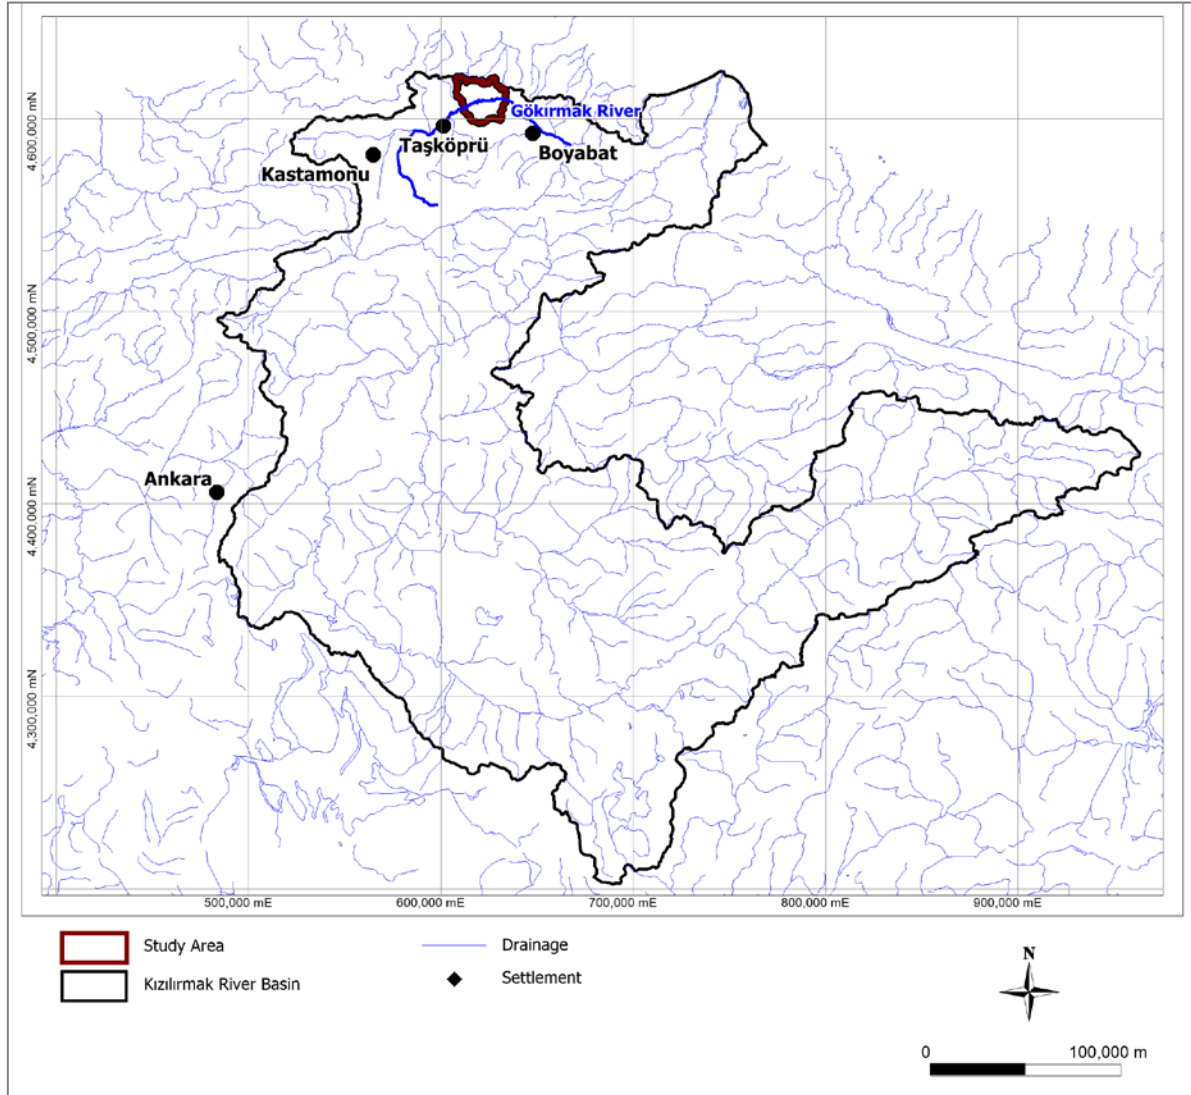 4,600,000 mN
4,500,000 mN
4,400,000 mN
4,300,000 mN
Gökırmak River
Taşköprü
Boyabat
Kastamonu
Ankara
500,000 mE
600,000 mE
700,000 mE
800,000 mE
900,000 mE
Study Area
Drainage
Kızılırmak River Basin
Settlement
N
0
100,000 m